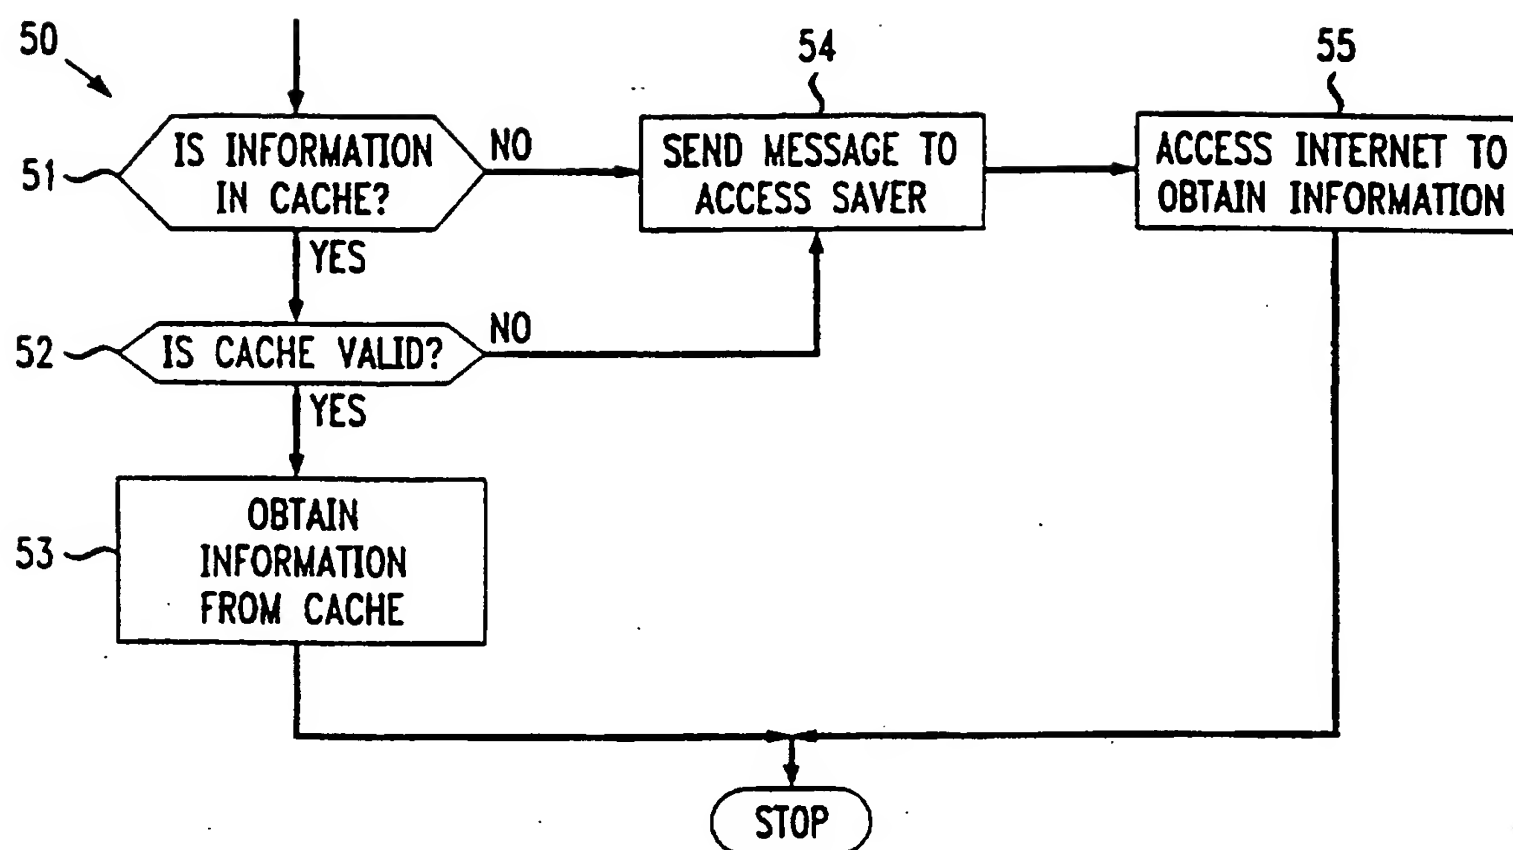 50
54
55
51
IS INFORMATION
IN CACHE?
NO
SEND MESSAGE TO
ACCESS SAVER
ACCESS INTERNET TO
OBTAIN INFORMATION
YES
52
IS CACHE VALID?
NO
YES
53
OBTAIN
INFORMATION
FROM CACHE
STOP